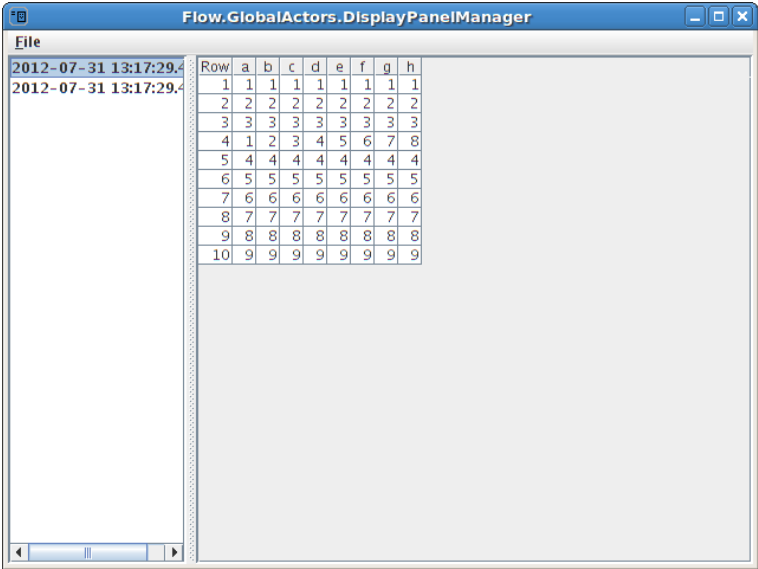 Flow.GlobalActors.DisplayPanelManager
File
2012-07-31 13:17:29.4
2012-07-31 13:17:29.4
Row a b c d e f g h
1 1 1 1 1 1 1 1 1
2 2 2 2 2 2 2 2 2
3 3 3 3 3 3 3 3 3
4 1 2 3 4 5 6 7 8
5 4 4 4 4 4 4 4 4
6 5 5 5 5 5 5 5 5
7 6 6 6 6 6 6 6 6
8 7 7 7 7 7 7 7 7
9 8 8 8 8 8 8 8 8
10 9 9 9 9 9 9 9 9